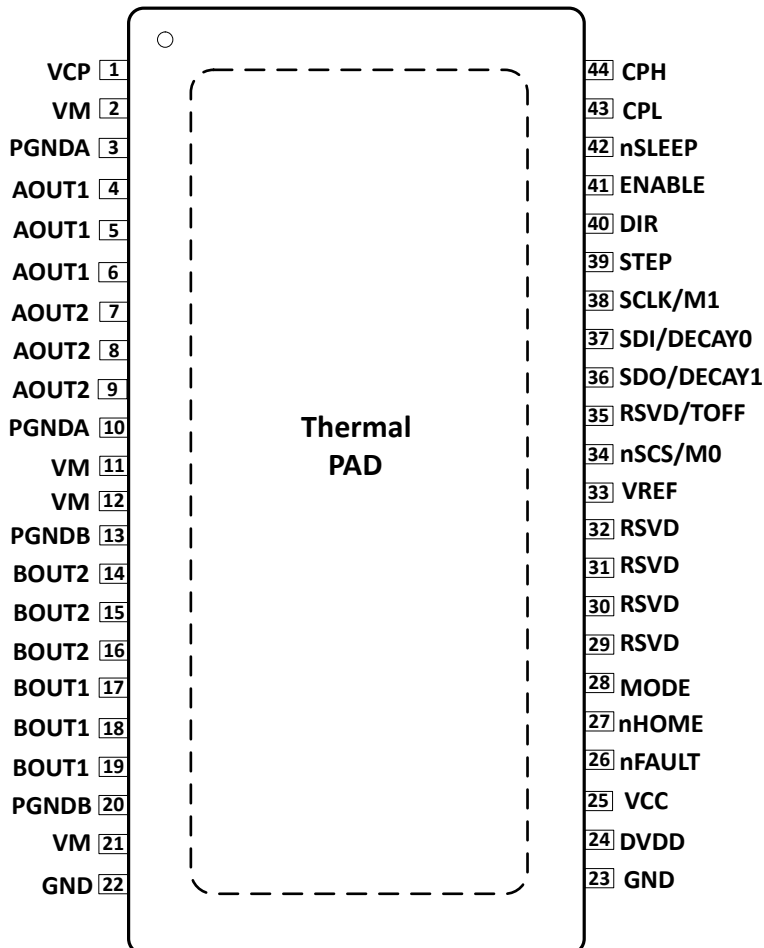 VCP 1
VM 2
PGNDA 3
AOUT1 4
AOUT1 5
AOUT1 6
AOUT2 7
AOUT2 8
AOUT2 9
PGNDA 10
VM 11
VM 12
PGNDB 13
BOUT2 14
BOUT2 15
BOUT2 16
BOUT1 17
BOUT1 18
BOUT1 19
PGNDB 20
VM 21
GND 22
Thermal
PAD
44 CPH
43 CPL
42 nSLEEP
41 ENABLE
40 DIR
39 STEP
38 SCLK/M1
37 SDI/DECAY0
36 SDO/DECAY1
35 RSVD/TOFF
34 nSCS/M0
33 VREF
32 RSVD
31 RSVD
30 RSVD
29 RSVD
28 MODE
27 nHOME
26 nFAULT
25 VCC
24 DVDD
23 GND